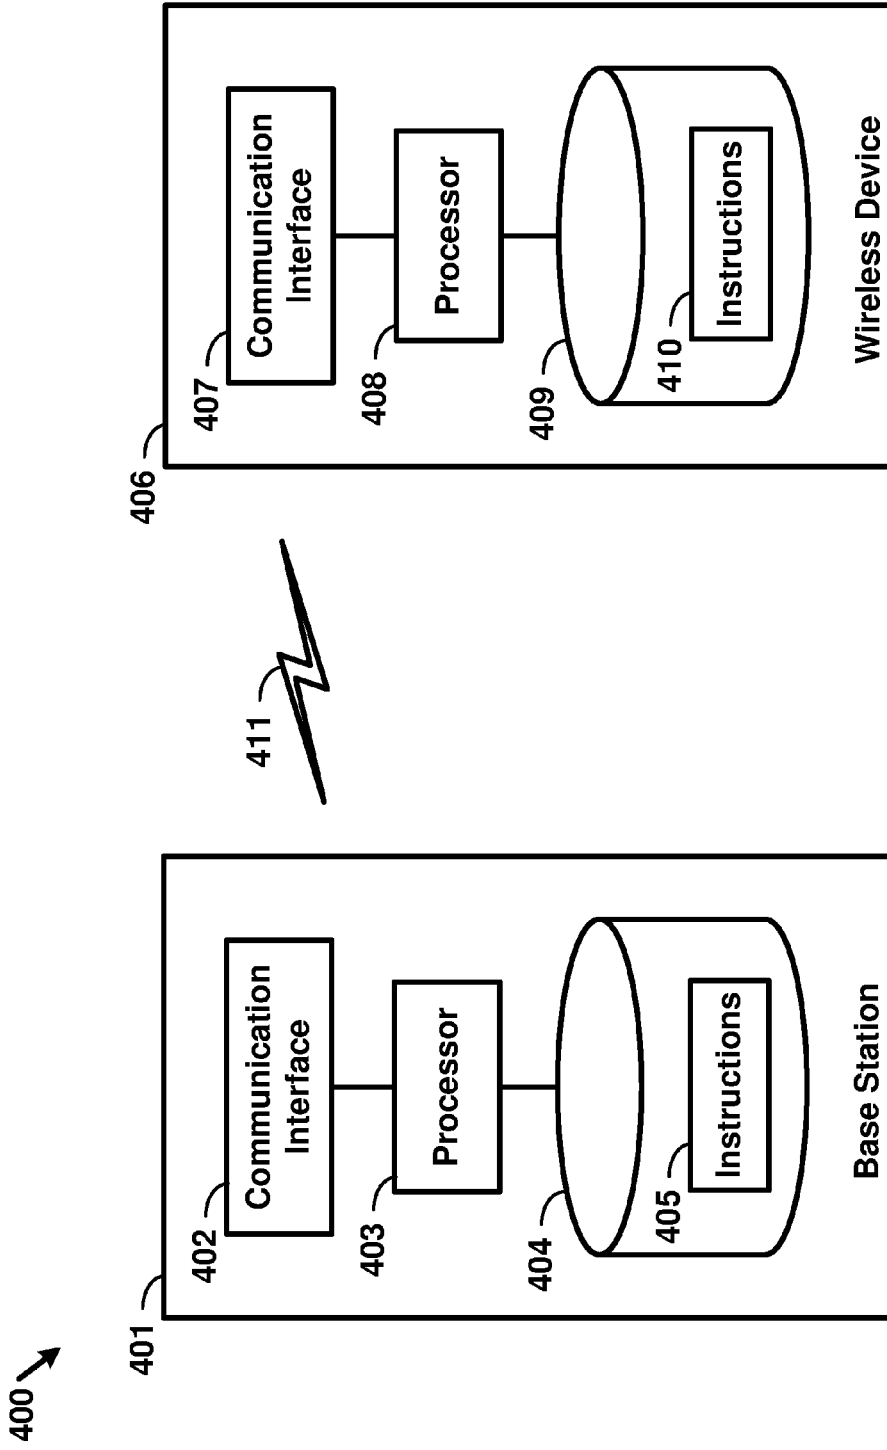 400
401
402
Communication
Interface
403
Processor
404
405
Instructions
Base Station
411
406
407
Communication
Interface
408
Processor
409
410
Instructions
Wireless Device